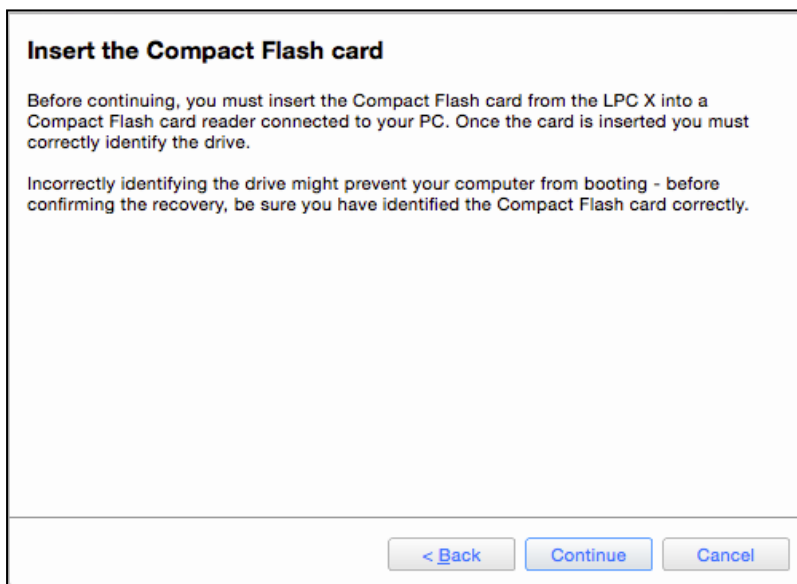 Insert the Compact Flash card
Before continuing, you must insert the Compact Flash card from the LPC X into a
Compact Flash card reader connected to your PC. Once the card is inserted you must
correctly identify the drive.
Incorrectly identifying the drive might prevent your computer from booting - before
confirming the recovery, be sure you have identified the Compact Flash card correctly.
< Back Continue Cancel